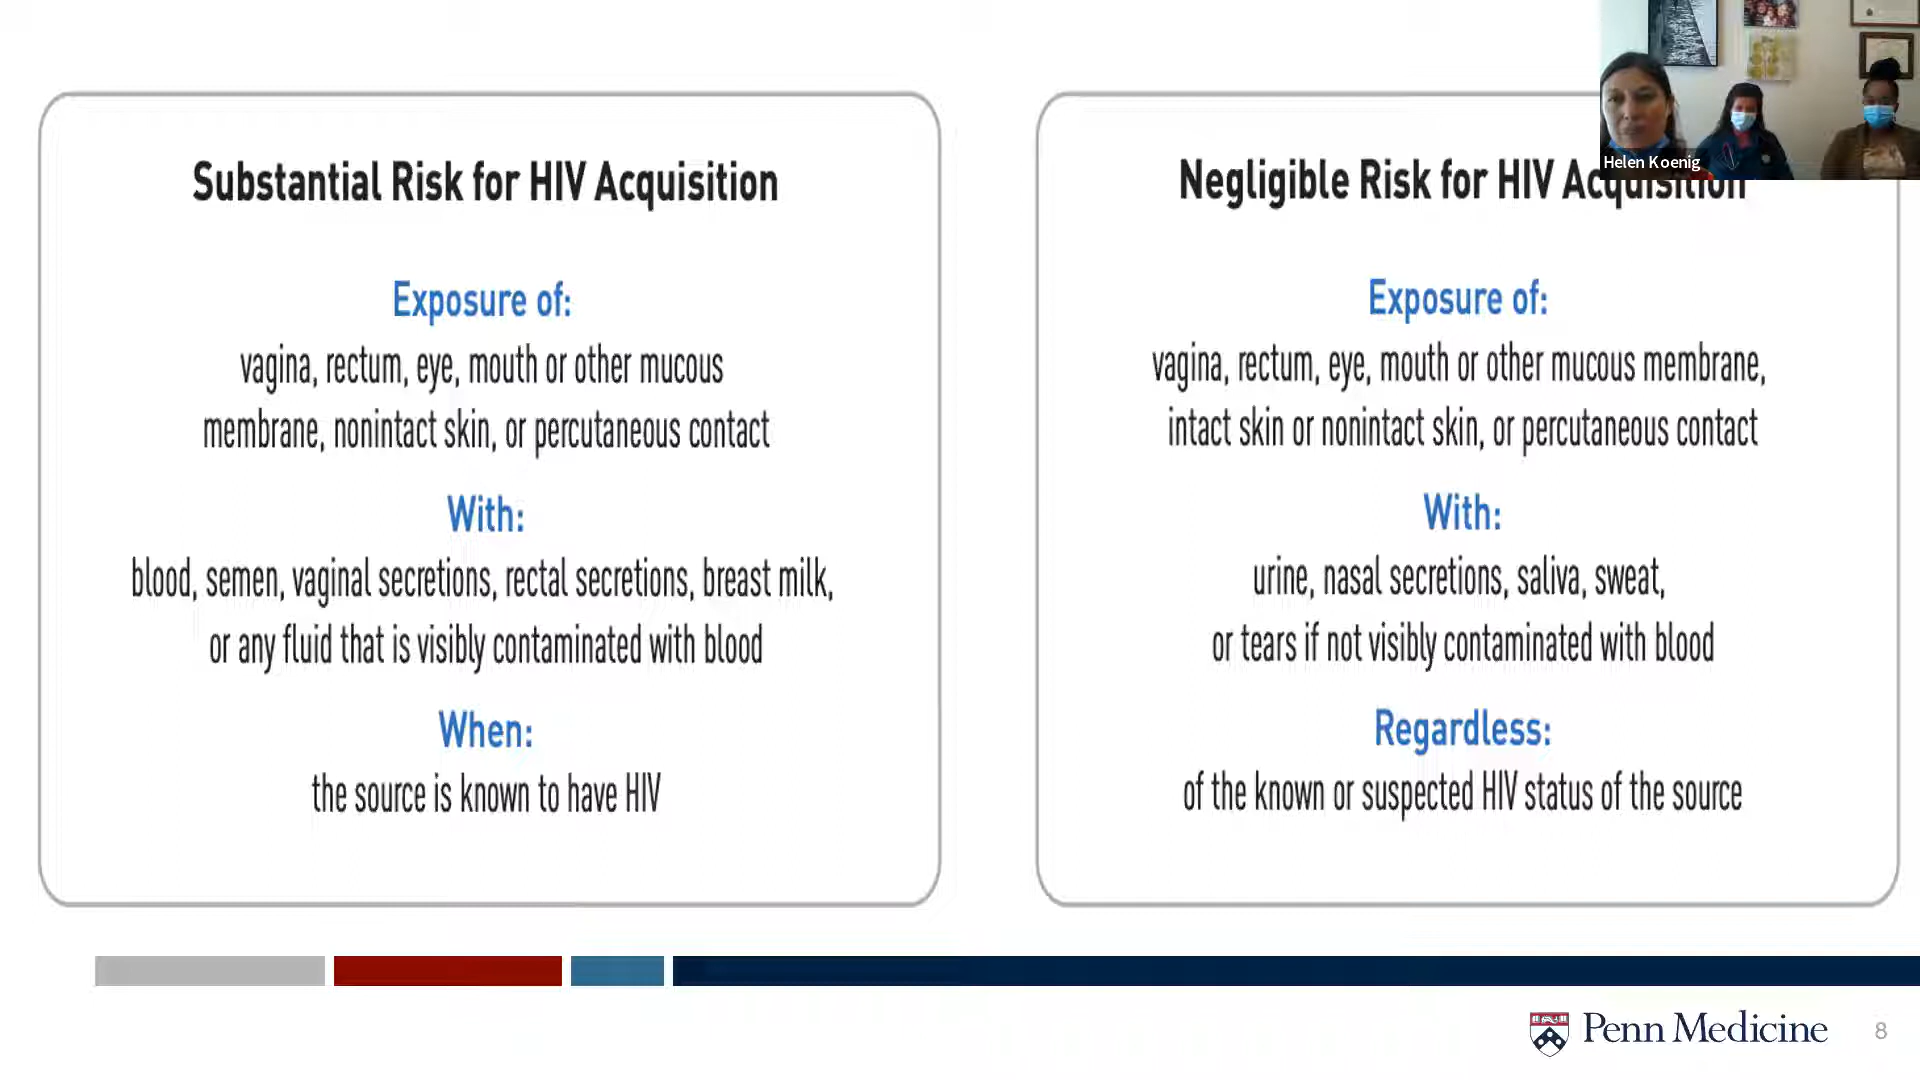 Substantial Risk for HIV Acquisition
Exposure of:
vagina, rectum, eye, mouth or other mucous
membrane, nonintact skin, or percutaneous contact
With:
blood, semen, vaginal secretions, rectal secretions, breast milk,
or any fluid that is visibly contaminated with blood
When:
the source is known to have HIV
Helen Koenig
Negligible Risk for HIV Acquisition
Exposure of:
vagina, rectum, eye, mouth or other mucous membrane,
intact skin or nonintact skin, or percutaneous contact
With:
urine, nasal secretions, saliva, sweat,
or tears if not visibly contaminated with blood
Regardless:
of the known or suspected HIV status of the source
Penn Medicine
8